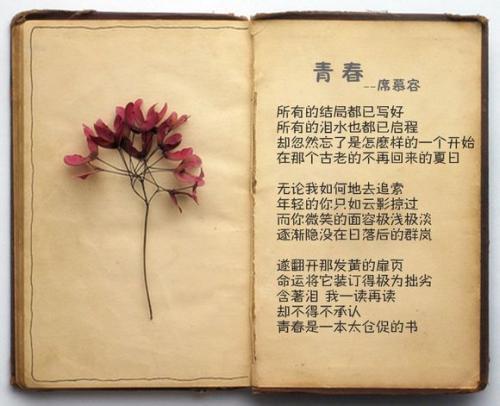 青春
--席慕容
所有的结局都已写好
所有的泪水也都已启程
却忽然忘了是怎麼样的一个开始
在那个古老的不再回来的夏日
无论我如何地去追索
年轻的你只如云影掠过
而你微笑的面容极浅极淡
逐渐隐没在日落后的群岚
遂翻开那发黄的扉页
命运将它装订得极为拙劣
含著泪 我一读再读
却不得不承认
青春是一本太仓促的书